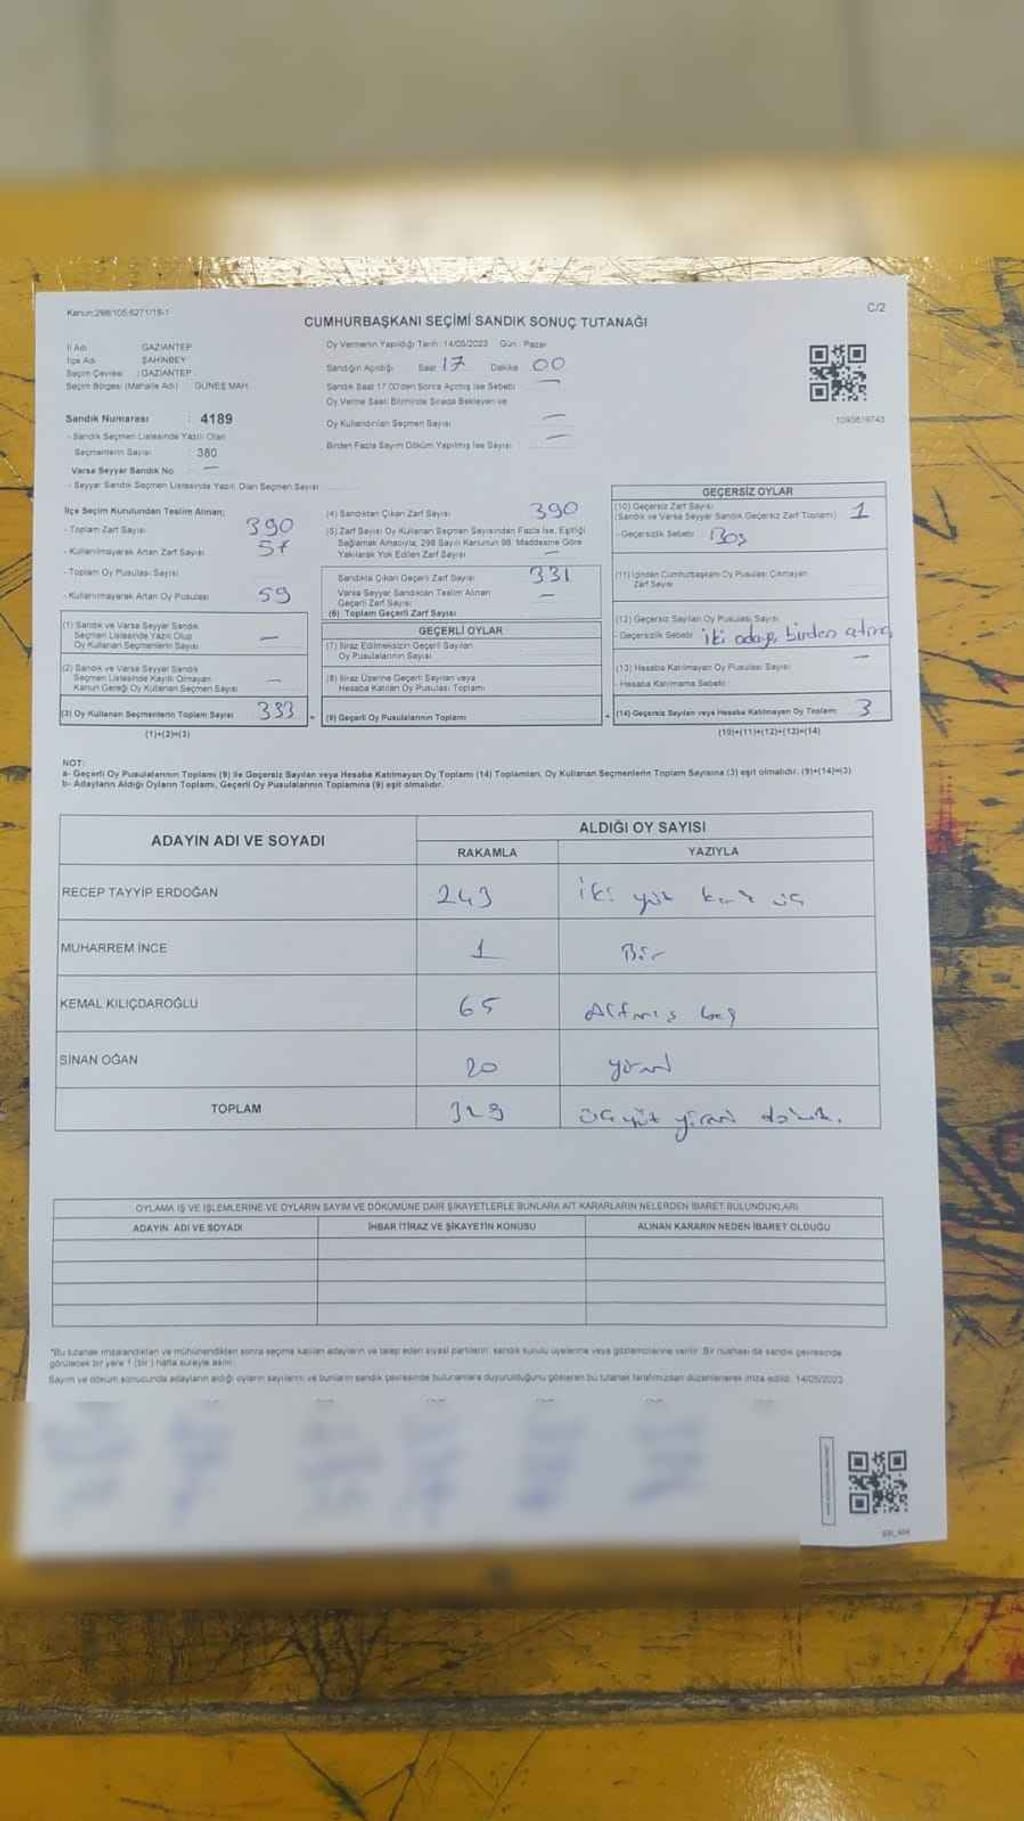 Kanun:298/105,6271/18-1
C/2
CUMHURBAŞKANI SEÇİMİ SANDIK SONUÇ TUTANAĞI
İl Adı GAZİANTEP
İlçe Adı ŞAHİNBEY
Seçim Çevresi : GAZİANTEP
Seçim Bölgesi (Mahalle Adı) GÜNEŞ MAH.
Sandık Numarası : 4189
- Sandık Seçmen Listesinde Yazılı Olan
Seçmenlerin Sayısı 380
Varsa Seyyar Sandık No —
- Seyyar Sandık Seçmen Listesinde Yazılı Olan Seçmen Sayısı
Oy Vermenin Yapıldığı Tarih : 14/05/2023 Gün : Pazar
Sandığın Açıldığı Saat 17 Dakika 00
Sandık Saat 17.00'den Sonra Açılmış İse Sebebi —
Oy Verme Saati Bitiminde Sırada Bekleyen ve
Oy Kullandırılan Seçmen Sayısı —
Birden Fazla Sayım Döküm Yapılmış İse Sayısı —
İlçe Seçim Kurulundan Teslim Alınan;
- Toplam Zarf Sayısı 390
- Kullanılmayarak Artan Zarf Sayısı 57
- Toplam Oy Pusulası Sayısı
- Kullanılmayarak Artan Oy Pusulası 59
(1) Sandık ve Varsa Seyyar Sandık
Seçmen Listesinde Yazılı Olup
Oy Kullanan Seçmenlerin Sayısı —
(2) Sandık ve Varsa Seyyar Sandık
Seçmen Listesinde Kayıtlı Olmayan
Kanun Gereği Oy Kullanan Seçmen Sayısı —
(3) Oy Kullanan Seçmenlerin Toplam Sayısı 333
(1)+(2)=(3)
(4) Sandıktan Çıkan Zarf Sayısı 390
(5) Zarf Sayısı Oy Kullanan Seçmen Sayısından Fazla İse, Eşitliği
Sağlamak Amacıyla; 298 Sayılı Kanunun 98. Maddesine Göre
Yakılarak Yok Edilen Zarf Sayısı —
Sandıkta Çıkan Geçerli Zarf Sayısı 331
Varsa Seyyar Sandıktan Teslim Alınan
Geçerli Zarf Sayısı —
(6) Toplam Geçerli Zarf Sayısı
GEÇERLİ OYLAR
(7) İtiraz Edilmeksizin Geçerli Sayılan
Oy Pusulalarının Sayısı
(8) İtiraz Üzerine Geçerli Sayılan veya
Hesaba Katılan Oy Pusulası Toplamı
(9) Geçerli Oy Pusulalarının Toplamı
GEÇERSİZ OYLAR
(10) Geçersiz Zarf Sayısı
(Sandık ve Varsa Seyyar Sandık Geçersiz Zarf Toplamı) 1
- Geçersizlik Sebebi Boş
(11) İçinden Cumhurbaşkanı Oy Pusulası Çıkmayan
Zarf Sayısı
(12) Geçersiz Sayılan Oy Pusulası Sayısı
- Geçersizlik Sebebi iki adaya birden
(13) Hesaba Katılmayan Oy Pusulası Sayısı —
- Hesaba Katılmama Sebebi
(14) Geçersiz Sayılan veya Hesaba Katılmayan Oy Toplamı 3
(10)+(11)+(12)+(13)=(14)
NOT:
a- Geçerli Oy Pusulalarının Toplamı (9) ile Geçersiz Sayılan veya Hesaba Katılmayan Oy Toplamı (14) Toplamları, Oy Kullanan Seçmenlerin Toplam Sayısına (3) eşit olmalıdır. (9)+(14)=(3)
b- Adayların Aldığı Oyların Toplamı, Geçerli Oy Pusulalarının Toplamına (9) eşit olmalıdır.
ADAYIN ADI VE SOYADI ALDIĞI OY SAYISI
RAKAMLA YAZIYLA
RECEP TAYYİP ERDOĞAN 243 iki yüz kırk üç
MUHARREM İNCE 1 Bir
KEMAL KILIÇDAROĞLU 65 Altmış beş
SİNAN OĞAN 20 yirmi
TOPLAM 329 üç yüz yirmi dokuz.
OYLAMA İŞ VE İŞLEMLERİNE VE OYLARIN SAYIM VE DÖKÜMÜNE DAİR ŞİKAYETLERLE BUNLARA AİT KARARLARIN NELERDEN İBARET BULUNDUKLARI
ADAYIN ADI VE SOYADI İHBAR İTİRAZ VE ŞİKAYETİN KONUSU ALINAN KARARIN NEDEN İBARET OLDUĞU
*Bu tutanak imzalandıktan ve mühürlendikten sonra seçime katılan adayların ve talep eden siyasi partilerin sandık kurulu üyelerine veya gözlemcilerine verilir. Bir nüshası da sandık çevresinde
görülecek bir yere 1 (bir) hafta süreyle asılır.
Sayım ve döküm sonucunda adayların aldığı oyların sayılarını ve bunların sandık çevresinde bulunanlara duyurulduğunu gösteren bu tutanak tarafımızdan düzenlenerek imza edildi. 14/05/2023